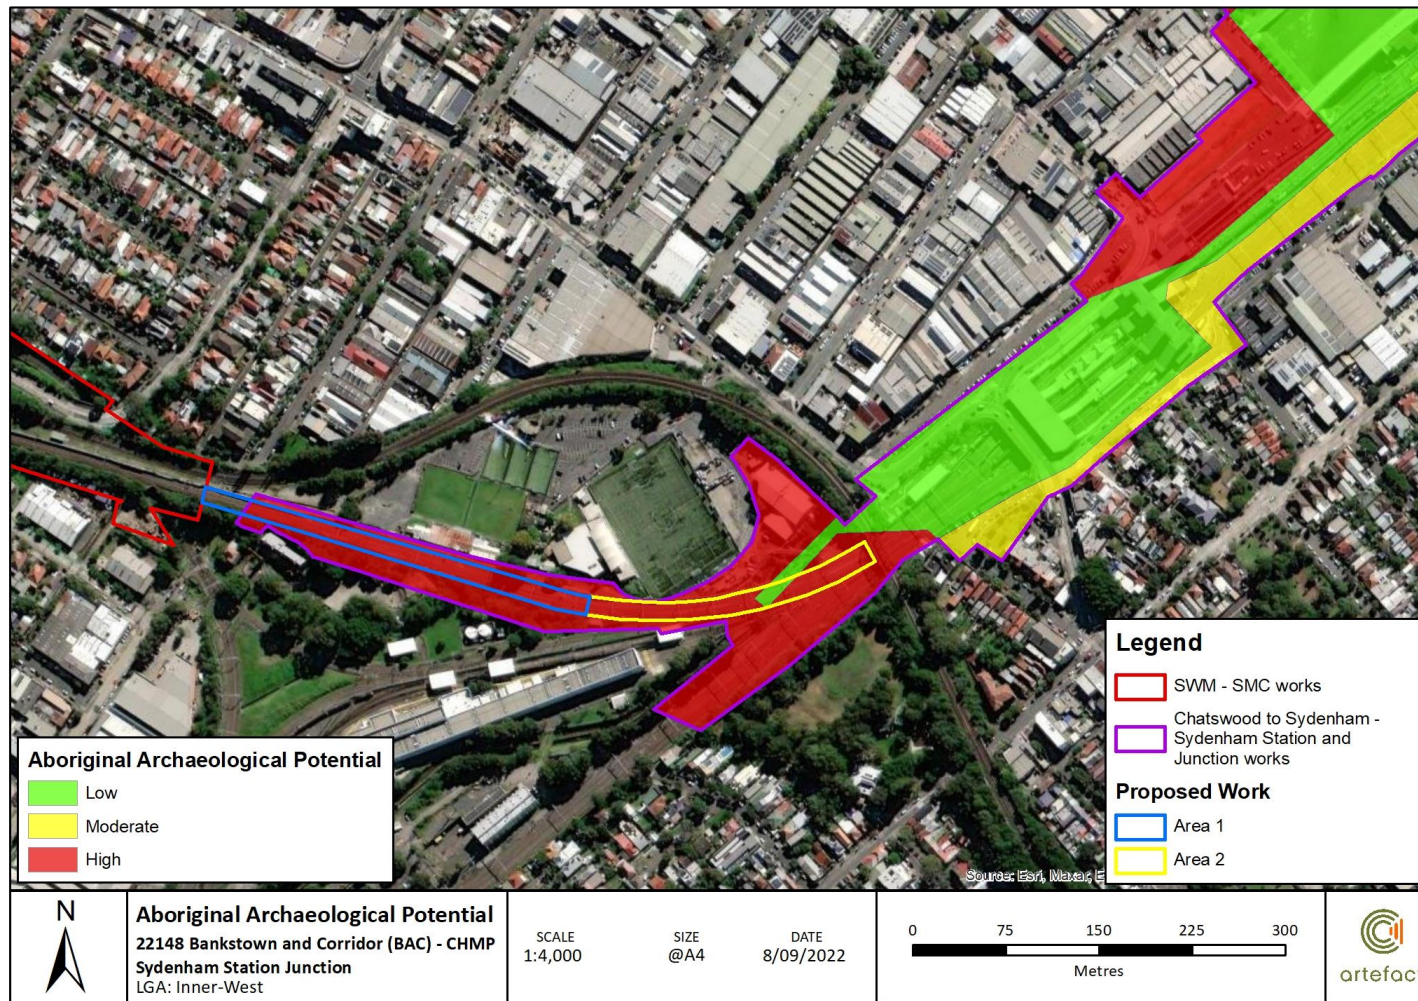 Source: Esri, Maxar, E
Legend
SWM - SMC works
Chatswood to Sydenham -
Sydenham Station and
Junction works
Proposed Work
Area 1
Area 2
Aboriginal Archaeological Potential
Low
Moderate
High
N
Aboriginal Archaeological Potential
22148 Bankstown and Corridor (BAC) - CHMP
Sydenham Station Junction
LGA: Inner-West
SCALE
1:4,000
SIZE
@A4
DATE
8/09/2022
0 75 150 225 300
Metres
artefact